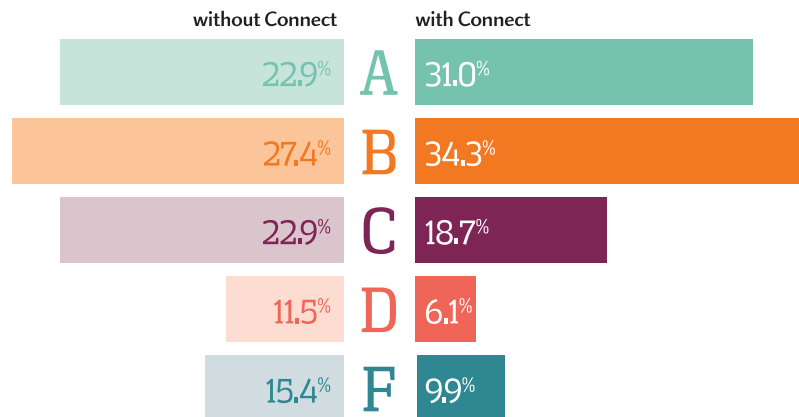 without Connect with Connect
22.9% A 31.0%
27.4% B 34.3%
22.9% C 18.7%
11.5% D 6.1%
15.4% F 9.9%